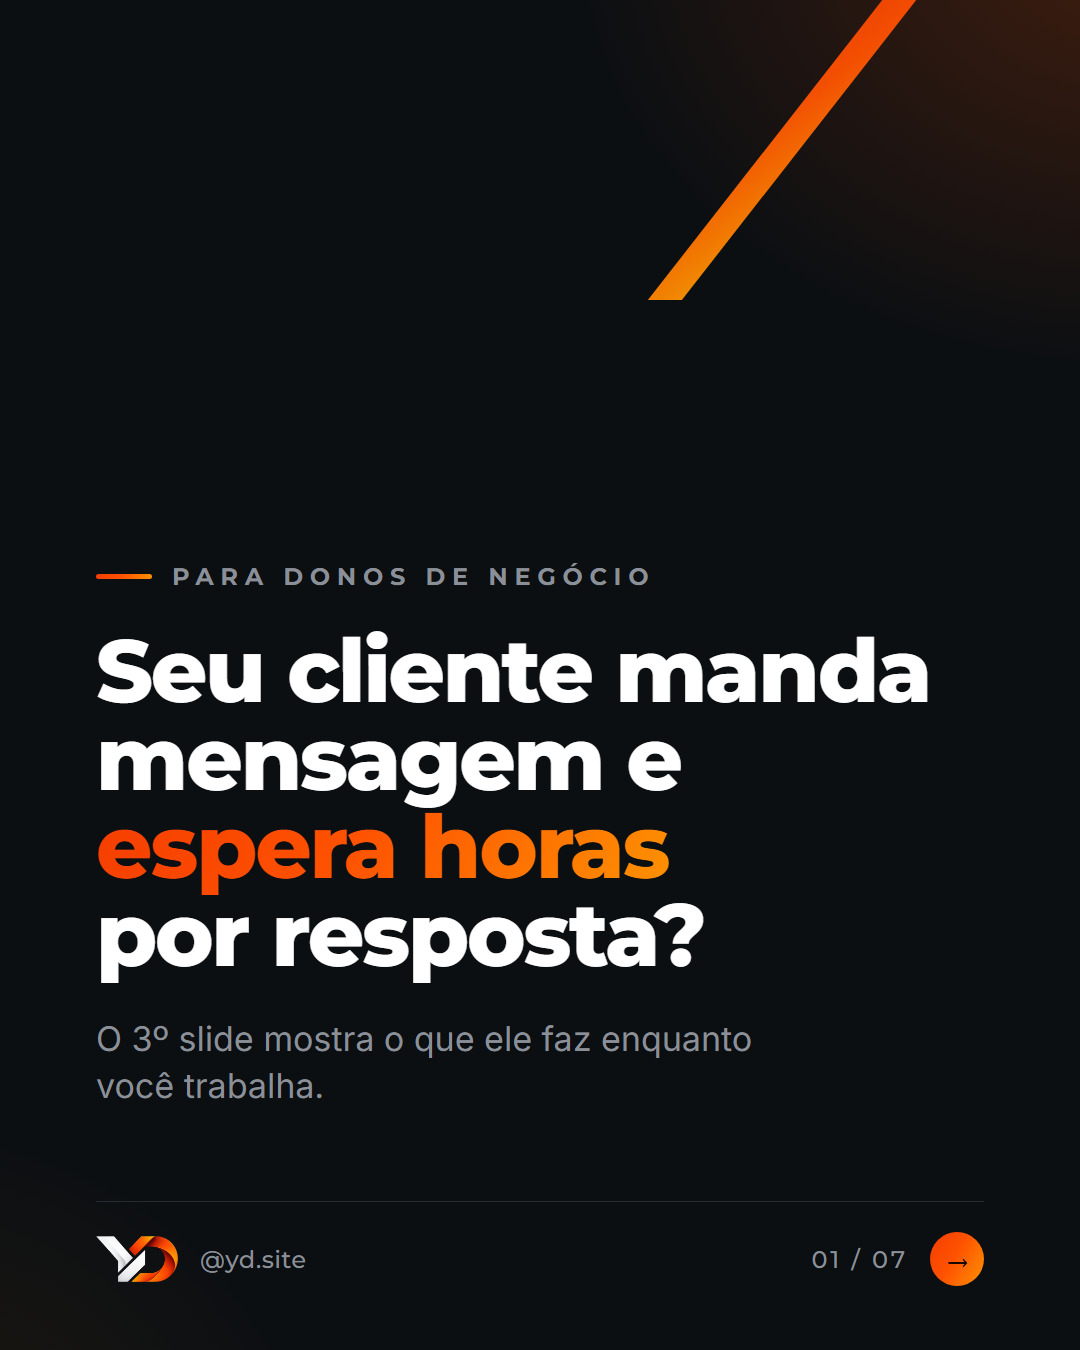 PARA DONOS DE NEGÓCIO
Seu cliente manda
mensagem e
espera horas
por resposta?
O 3º slide mostra o que ele faz enquanto
você trabalha.
YD @yd.site
01 / 07 →